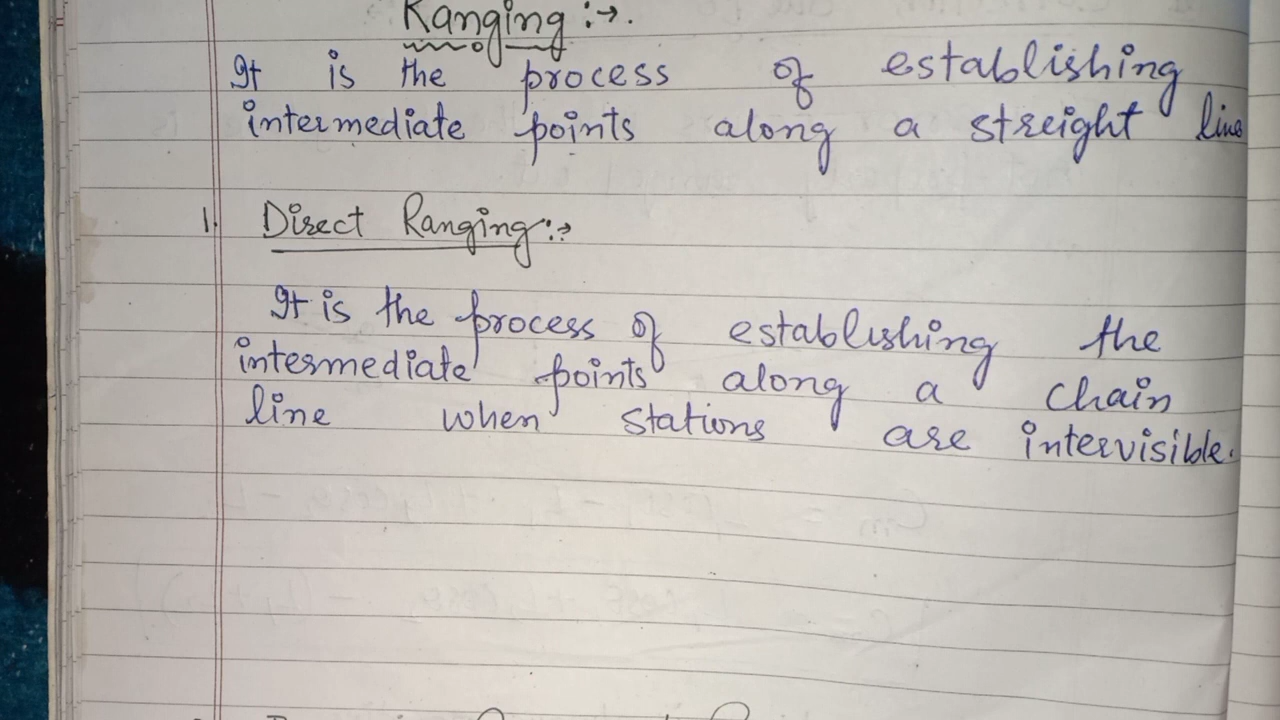 Ranging :→.
It is the process of establishing
intermediate points along a streight line
1. Direct Ranging :→
It is the process of establishing the
intermediate points along a chain
line when stations are intervisible.